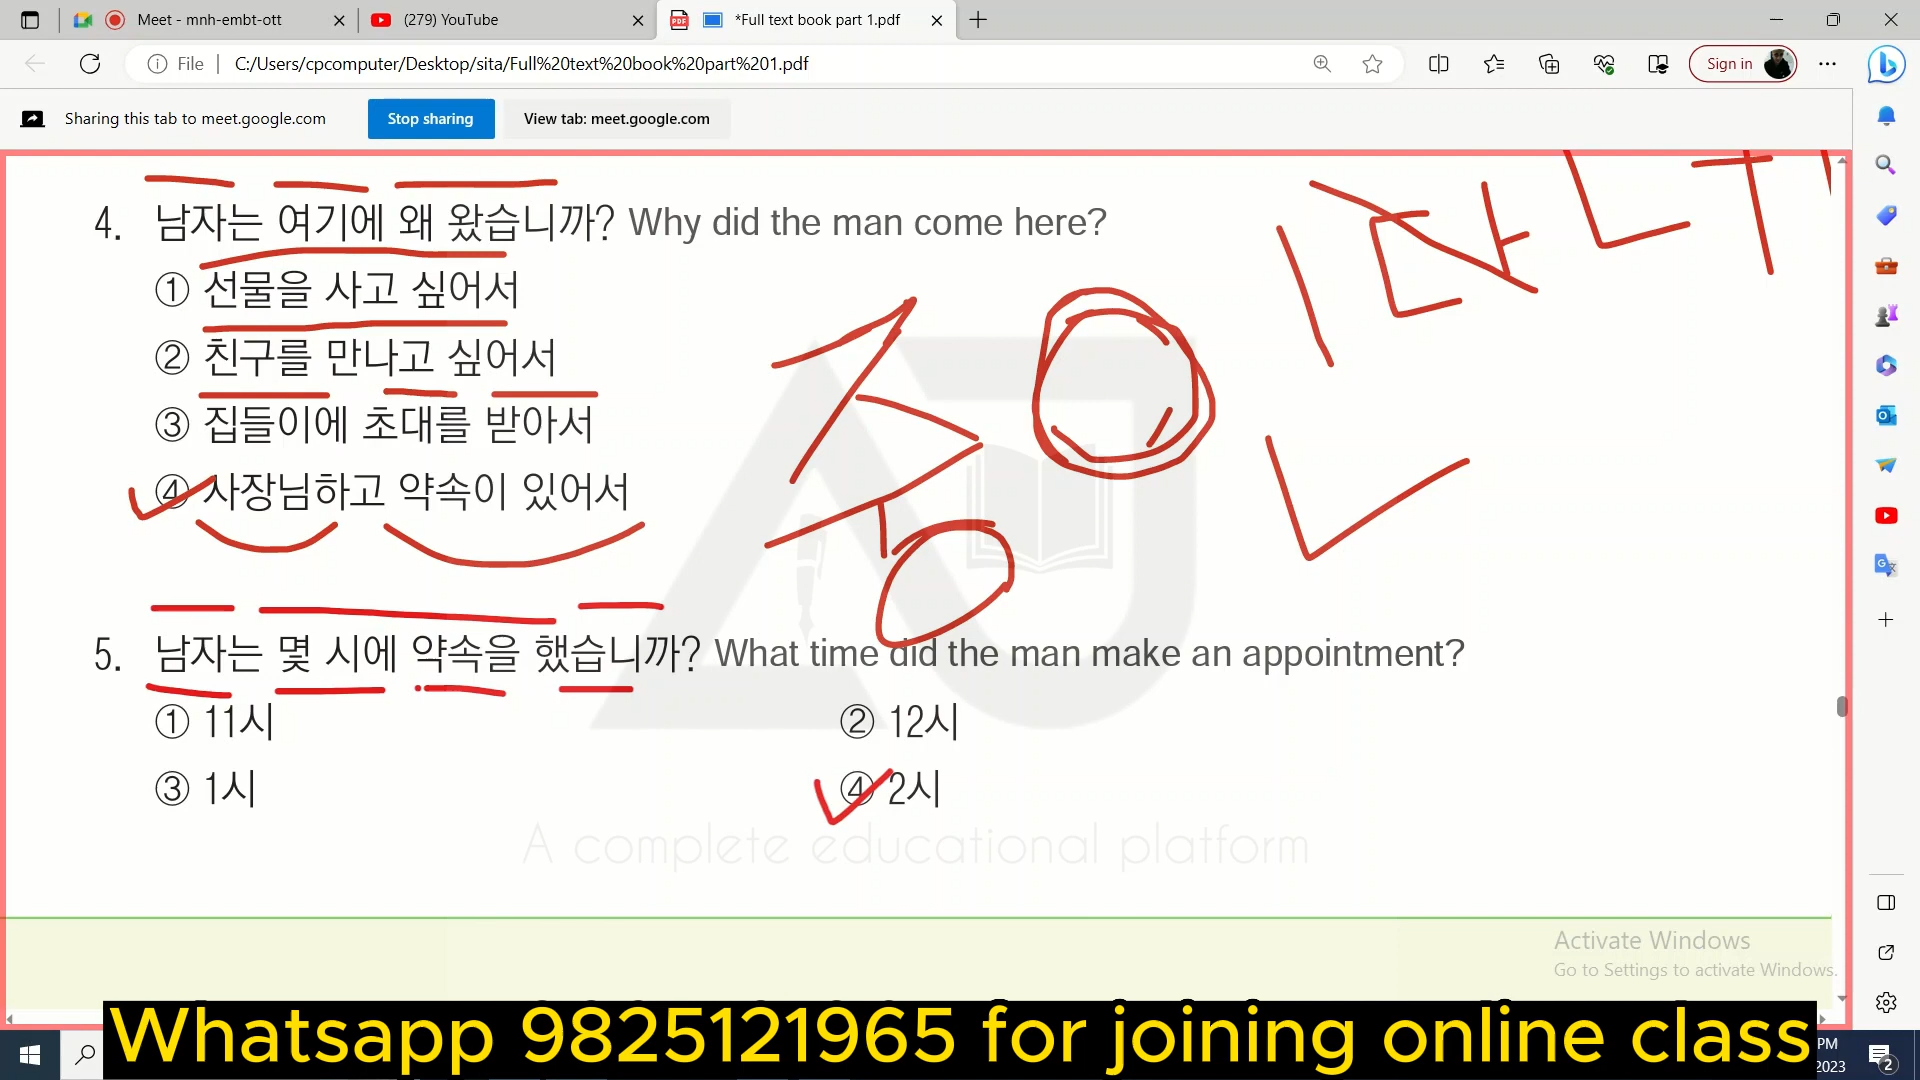 Meet - mnh-embt-ott
(279) YouTube
*Full text book part 1.pdf
File
C:/Users/cpcomputer/Desktop/sita/Full%20text%20book%20part%201.pdf
Sign in
Sharing this tab to meet.google.com
Stop sharing
View tab: meet.google.com
4. 남자는 여기에 왜 왔습니까? Why did the man come here?
① 선물을 사고 싶어서
② 친구를 만나고 싶어서
③ 집들이에 초대를 받아서
④ 사장님하고 약속이 있어서
5. 남자는 몇 시에 약속을 했습니까? What time did the man make an appointment?
① 11시
② 12시
③ 1시
④ 2시
A complete educational platform
Activate Windows
Go to Settings to activate Windows.
Whatsapp 9825121965 for joining online class
PM
2023
2